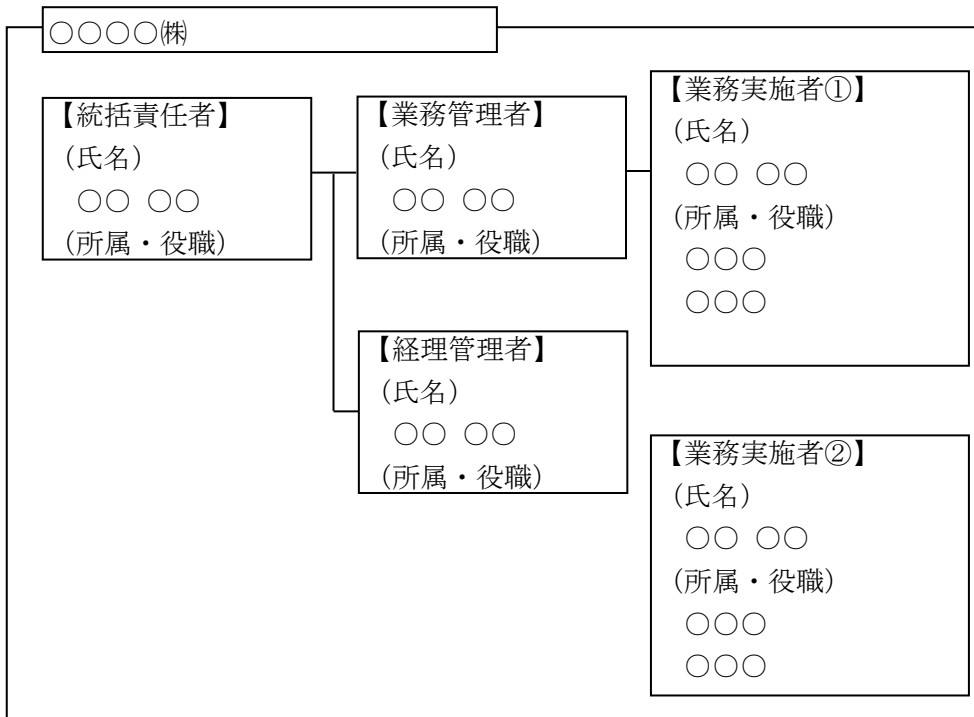 ○○○○㈱
【統括責任者】
(氏名)
○○ ○○
(所属・役職)
【業務管理者】
(氏名)
○○ ○○
(所属・役職)
【業務実施者①】
(氏名)
○○ ○○
(所属・役職)
○○○
○○○
【経理管理者】
(氏名)
○○ ○○
(所属・役職)
【業務実施者②】
(氏名)
○○ ○○
(所属・役職)
○○○
○○○